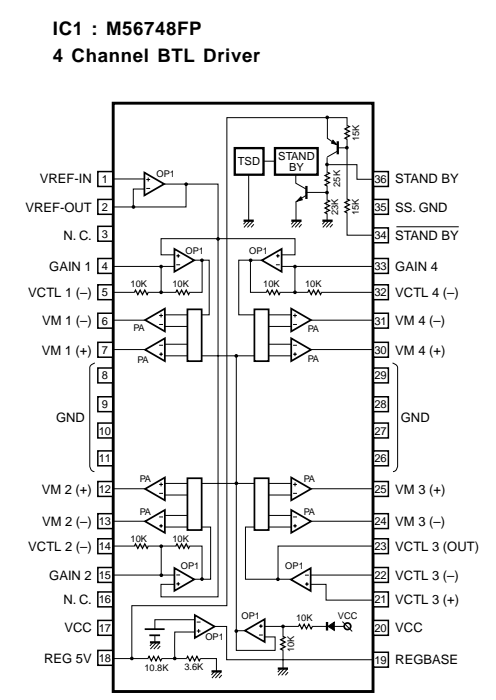 IC1 : M56748FP
4 Channel BTL Driver
15K
TSD
STAND BY
VREF-IN 1
OP1
25K
36 STAND BY
VREF-OUT 2
23K
15K
35 SS. GND
N. C. 3
34 STAND BY
OP1
OP1
GAIN 1 4
33 GAIN 4
10K 10K
10K 10K
VCTL 1 (–) 5
32 VCTL 4 (–)
VM 1 (–) 6
PA
PA
31 VM 4 (–)
VM 1 (+) 7
PA
PA
30 VM 4 (+)
8
29
9
28
GND
GND
10
27
11
26
VM 2 (+) 12
PA
PA
25 VM 3 (+)
VM 2 (–) 13
PA
PA
24 VM 3 (–)
VCTL 2 (–) 14
10K 10K
23 VCTL 3 (OUT)
GAIN 2 15
OP1
OP1
22 VCTL 3 (–)
N. C. 16
21 VCTL 3 (+)
VCC 17
OP1
OP1
10K
VCC
20 VCC
10K
REG 5V 18
10.8K
3.6K
19 REGBASE